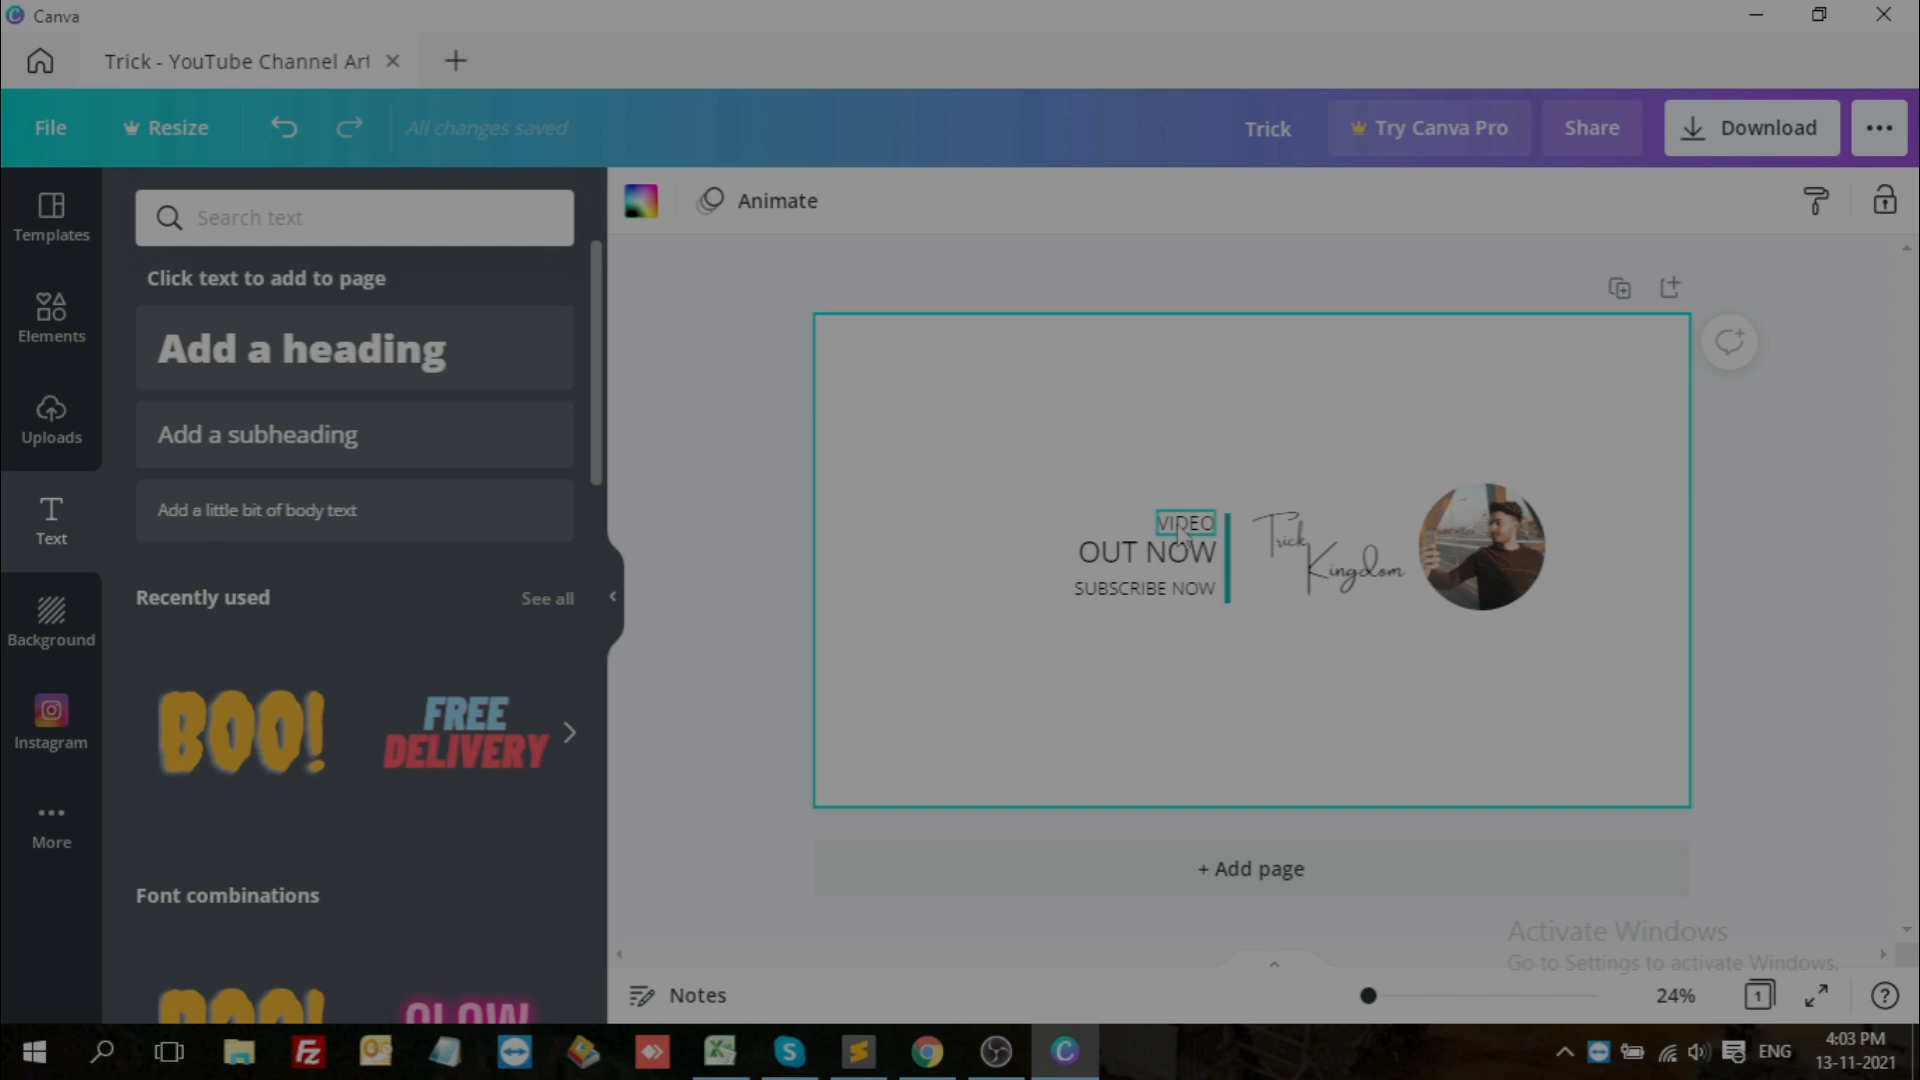 Canva
Trick - YouTube Channel Art
File
Resize
All changes saved
Trick
Try Canva Pro
Share
Download
Templates
Elements
Uploads
Text
Background
Instagram
More
Search text
Click text to add to page
Add a heading
Add a subheading
Add a little bit of body text
Recently used
See all
BOO!
FREE
DELIVERY
Font combinations
BOO!
GLOW
Animate
VIDEO
OUT NOW
SUBSCRIBE NOW
Trick
Kingdom
+ Add page
Activate Windows
Go to Settings to activate Windows.
Notes
24%
1
ENG
4:03 PM
13-11-2021